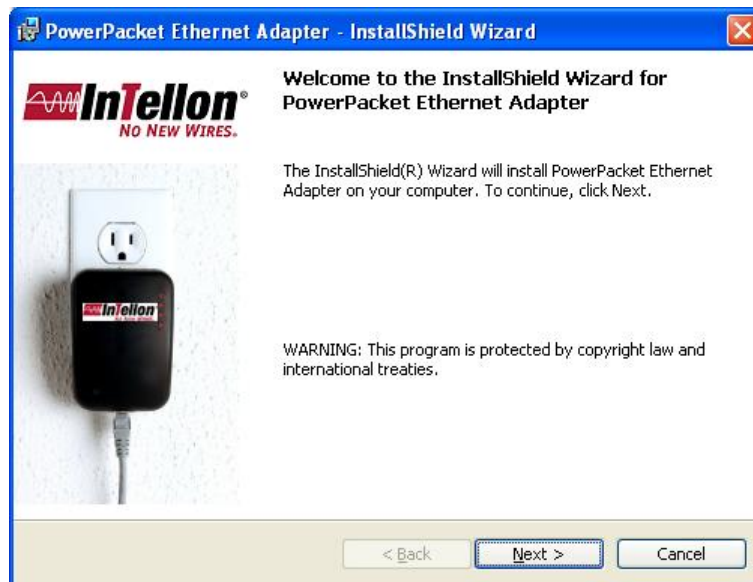 PowerPacket Ethernet Adapter - InstallShield Wizard
InTellon®
NO NEW WIRES.
Welcome to the InstallShield Wizard for
PowerPacket Ethernet Adapter
The InstallShield(R) Wizard will install PowerPacket Ethernet
Adapter on your computer. To continue, click Next.
InTellon
WARNING: This program is protected by copyright law and
international treaties.
< Back
Next >
Cancel